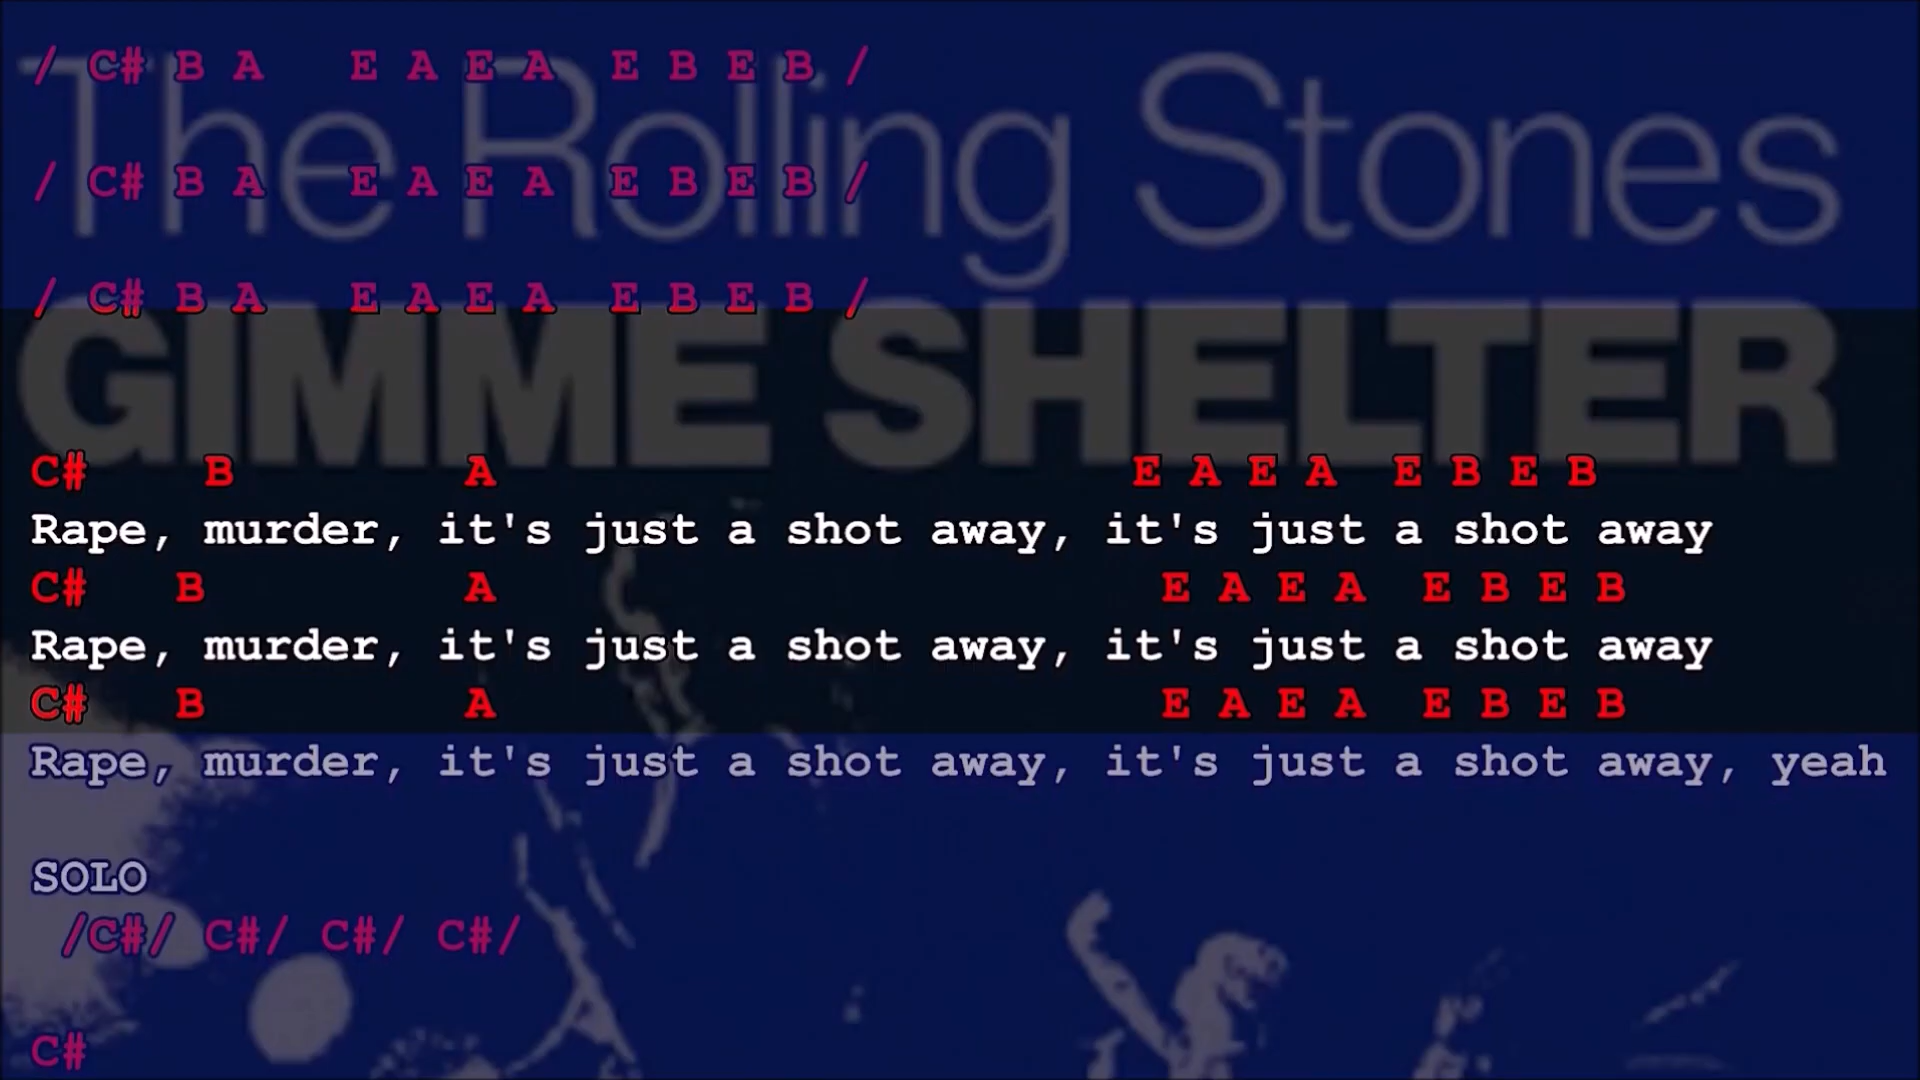 / C# B A   E A E A  E B E B /
The Rolling Stones
/ C# B A   E A E A  E B E B /
/ C# B A   E A E A  E B E B /
GIMME SHELTER
C#    B        A                      E A E A  E B E B
Rape, murder, it's just a shot away, it's just a shot away
C#   B         A                       E A E A  E B E B
Rape, murder, it's just a shot away, it's just a shot away
C#   B         A                       E A E A  E B E B
Rape, murder, it's just a shot away, it's just a shot away, yeah
SOLO
/C#/ C#/ C#/ C#/
C#